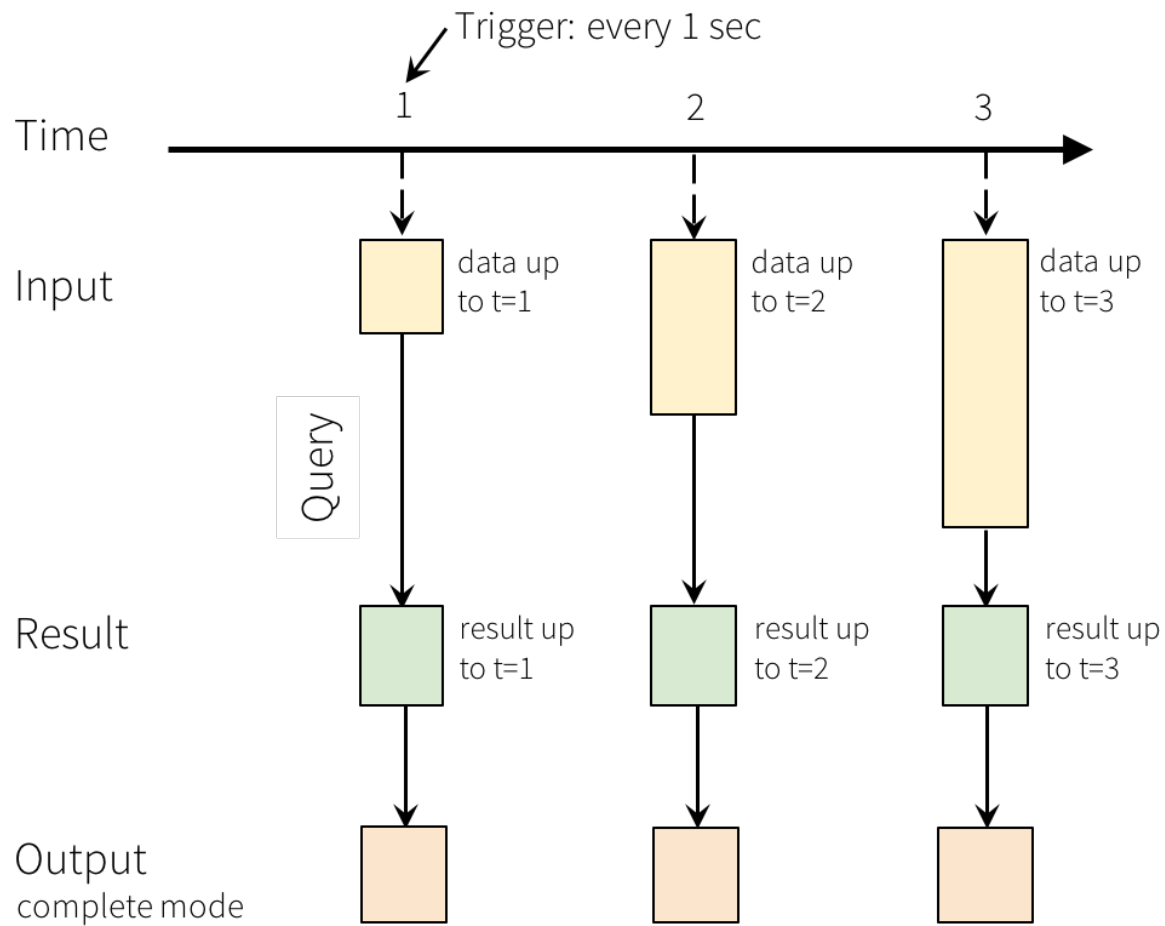 Trigger: every 1 sec
1
2
3
Time
Input
data up
to t=1
data up
to t=2
data up
to t=3
Query
Result
result up
to t=1
result up
to t=2
result up
to t=3
Output
complete mode